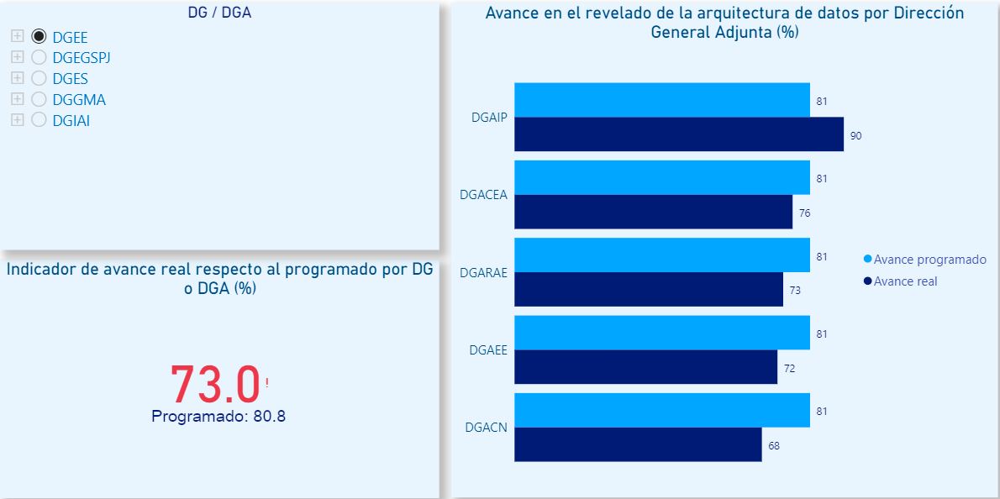 DG / DGA
DGEE
DGEGSPJ
DGES
DGGMA
DGIAI
Indicador de avance real respecto al programado por DG
o DGA (%)
73.0!
Programado: 80.8
Avance en el revelado de la arquitectura de datos por Dirección
General Adjunta (%)
DGAIP
81
90
DGACEA
81
76
DGARAE
81
73
DGAEE
81
72
DGACN
81
68
Avance programado
Avance real